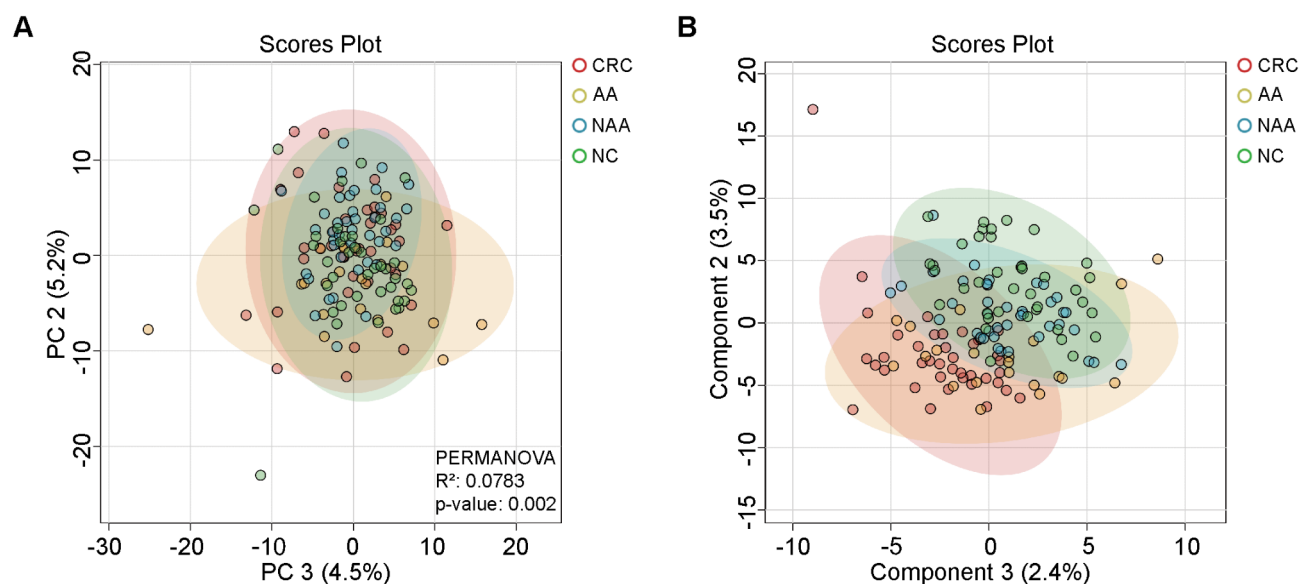 A
Scores Plot
20
10
0
-10
-20
PC 2 (5.2%)
-30
-20
-10
0
10
20
PC 3 (4.5%)
CRC
AA
NAA
NC
PERMANOVA
R²: 0.0783
p-value: 0.002
B
Scores Plot
20
15
10
5
0
-5
-10
-15
Component 2 (3.5%)
-10
-5
0
5
10
Component 3 (2.4%)
CRC
AA
NAA
NC